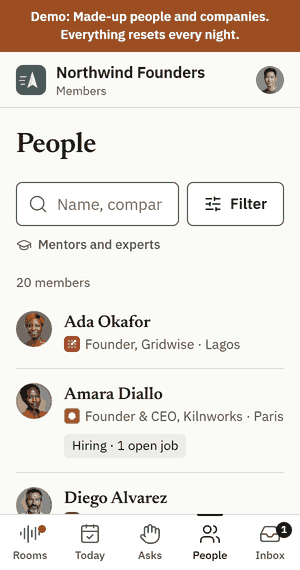 Demo: Made-up people and companies.
Everything resets every night.
Northwind Founders
Members
People
Name, compar
Filter
Mentors and experts
20 members
Ada Okafor
Founder, Gridwise · Lagos
Amara Diallo
Founder & CEO, Kilnworks · Paris
Hiring · 1 open job
Diego Alvarez
1
Rooms
Today
Asks
People
Inbox